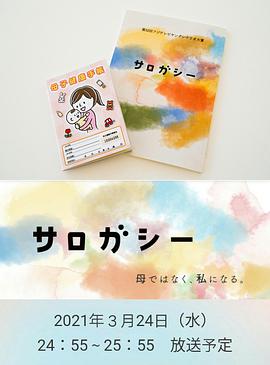 第32回フジテレビヤングシナリオ大賞
サロガシー
母子健康手帳
サロガシー
母ではなく、私になる。
2021年３月24日（水）
24：55～25：55　放送予定